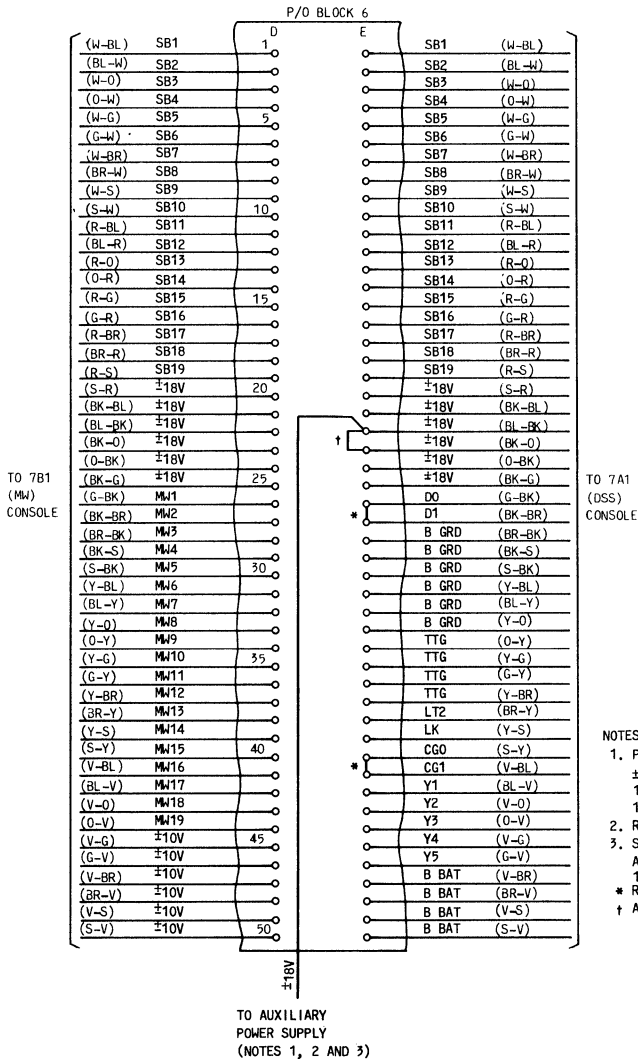 P/O BLOCK 6
D E
(W-BL) SB1 1 SB1 (W-BL)
(BL-W) SB2 SB2 (BL-W)
(W-O) SB3 SB3 (W-O)
(O-W) SB4 SB4 (O-W)
(W-G) SB5 5 SB5 (W-G)
(G-W) SB6 SB6 (G-W)
(W-BR) SB7 SB7 (W-BR)
(BR-W) SB8 SB8 (BR-W)
(W-S) SB9 SB9 (W-S)
(S-W) SB10 10 SB10 (S-W)
(R-BL) SB11 SB11 (R-BL)
(BL-R) SB12 SB12 (BL-R)
(R-O) SB13 SB13 (R-O)
(O-R) SB14 SB14 (O-R)
(R-G) SB15 15 SB15 (R-G)
(G-R) SB16 SB16 (G-R)
(R-BR) SB17 SB17 (R-BR)
(BR-R) SB18 SB18 (BR-R)
(R-S) SB19 SB19 (R-S)
(S-R) ±18V 20 ±18V (S-R)
(BK-BL) ±18V ±18V (BK-BL)
(BL-BK) ±18V ±18V (BL-BK)
(BK-O) ±18V † ±18V (BK-O)
(O-BK) ±18V ±18V (O-BK)
(BK-G) ±18V 25 ±18V (BK-G)
(G-BK) MW1 DO (G-BK)
(BK-BR) MW2 * D1 (BK-BR)
(BR-BK) MW3 B GRD (BR-BK)
(BK-S) MW4 B GRD (BK-S)
(S-BK) MW5 30 B GRD (S-BK)
(Y-BL) MW6 B GRD (Y-BL)
(BL-Y) MW7 B GRD (BL-Y)
(Y-O) MW8 B GRD (Y-O)
(O-Y) MW9 TTG (O-Y)
(Y-G) MW10 35 TTG (Y-G)
(G-Y) MW11 TTG (G-Y)
(Y-BR) MW12 TTG (Y-BR)
(BR-Y) MW13 LT2 (BR-Y)
(Y-S) MW14 LK (Y-S)
(S-Y) MW15 40 CGO (S-Y)
(V-BL) MW16 * CG1 (V-BL)
(BL-V) MW17 Y1 (BL-V)
(V-O) MW18 Y2 (V-O)
(O-V) MW19 Y3 (O-V)
(V-G) ±10V 45 Y4 (V-G)
(G-V) ±10V Y5 (G-V)
(V-BR) ±10V B BAT (V-BR)
(BR-V) ±10V B BAT (BR-V)
(V-S) ±10V B BAT (V-S)
(S-V) ±10V 50 B BAT (S-V)
TO 7B1
(MW)
CONSOLE
TO 7A1
(DSS)
CONSOLE
±18V
TO AUXILIARY
POWER SUPPLY
(NOTES 1, 2 AND 3)
NOTES
1. P
±
1
1
2. R
3. S
A
1
* R
† A